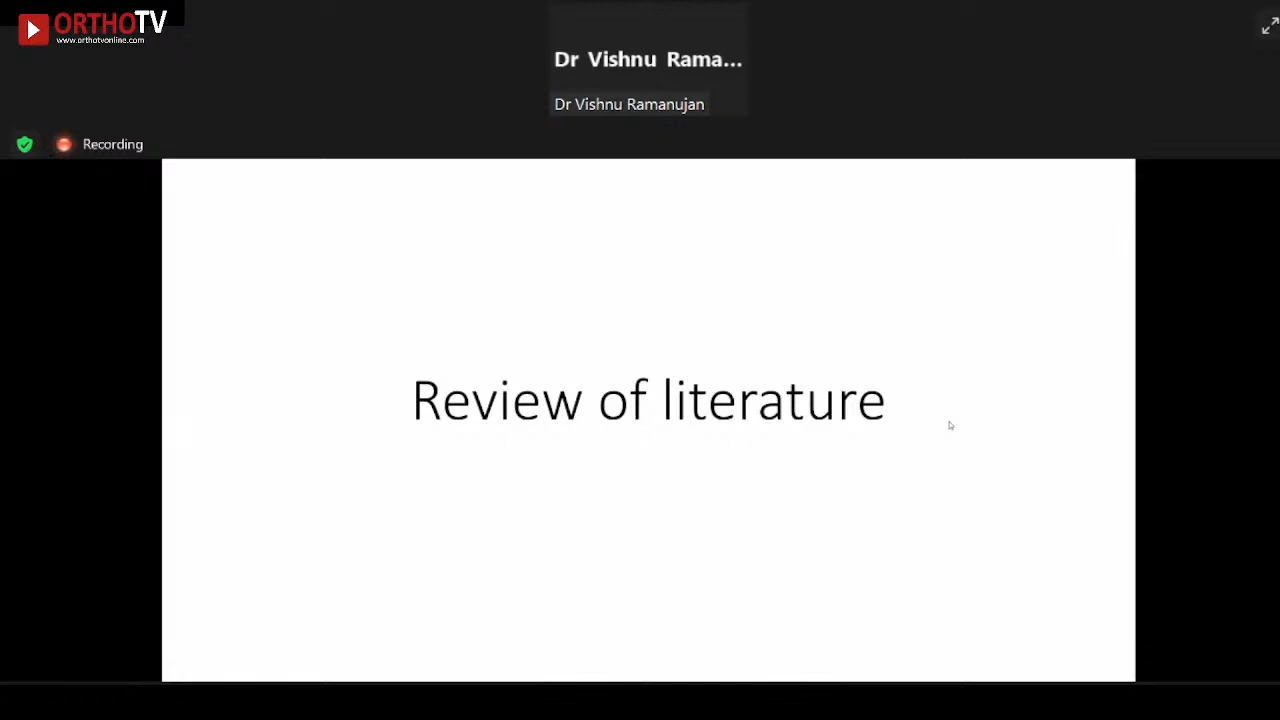 ORTHOTV
www.orthotvonline.com
Dr Vishnu Rama...
Dr Vishnu Ramanujan
Recording
Review of literature